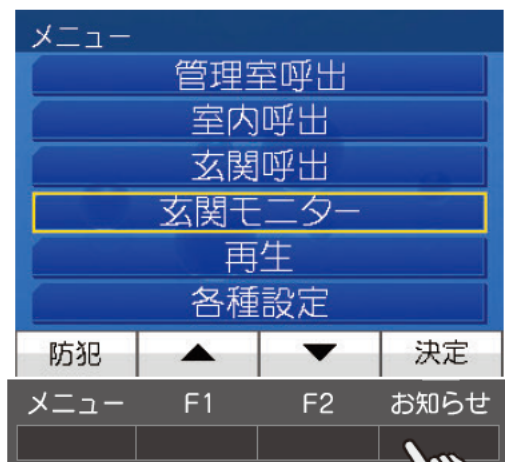 メニュー
管理室呼出
室内呼出
玄関呼出
玄関モニター
再生
各種設定
防犯 ▲ ▼ 決定
メニュー F1 F2 お知らせ